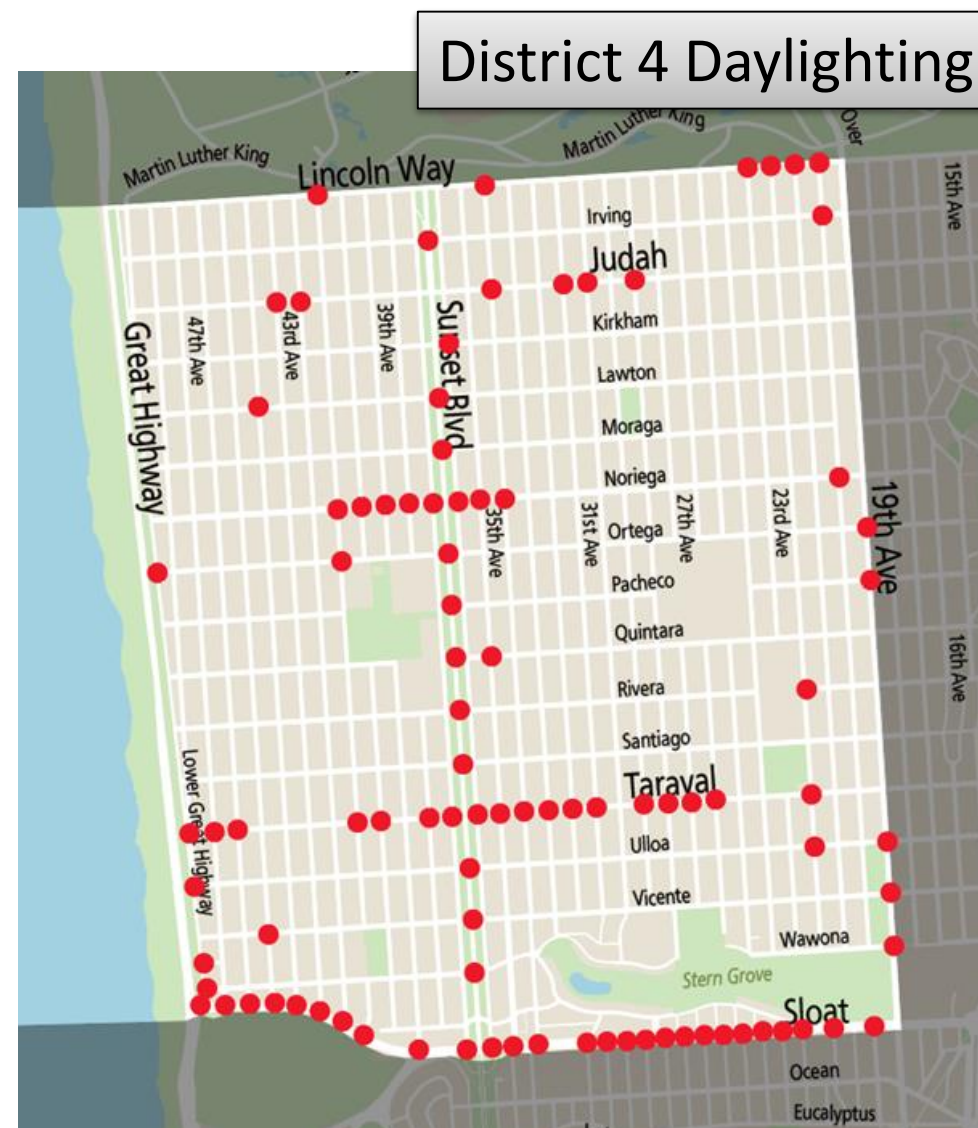 District 4 Daylighting
Martin Luther King
Over
Martin Luther King
Lincoln Way
15th Ave
Irving
Judah
Great Highway
47th Ave
43rd Ave
39th Ave
Sunset Blvd
Kirkham
Lawton
Moraga
Noriega
19th Ave
35th Ave
31st Ave
27th Ave
23rd Ave
Ortega
Pacheco
Quintara
16th Ave
Rivera
Santiago
Lower Great Highway
Taraval
Ulloa
Vicente
Wawona
Stern Grove
Sloat
Ocean
Eucalyptus